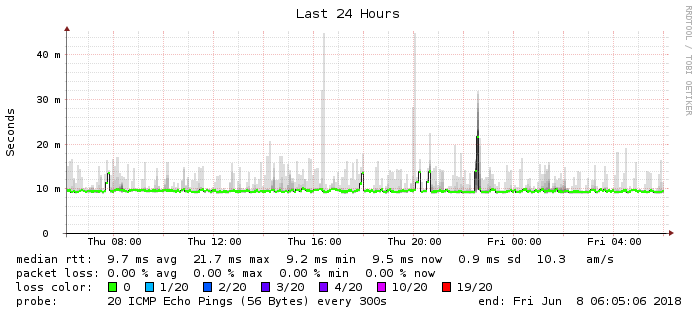 Last 24 Hours
RRDTOOL / TOBI OETIKER
Seconds
40 m
30 m
20 m
10 m
0
Thu 08:00 Thu 12:00 Thu 16:00 Thu 20:00 Fri 00:00 Fri 04:00
median rtt: 9.7 ms avg 21.7 ms max 9.2 ms min 9.5 ms now 0.9 ms sd 10.3 am/s
packet loss: 0.00 % avg 0.00 % max 0.00 % min 0.00 % now
loss color: 0 1/20 2/20 3/20 4/20 10/20 19/20
probe: 20 ICMP Echo Pings (56 Bytes) every 300s end: Fri Jun 8 06:05:06 2018